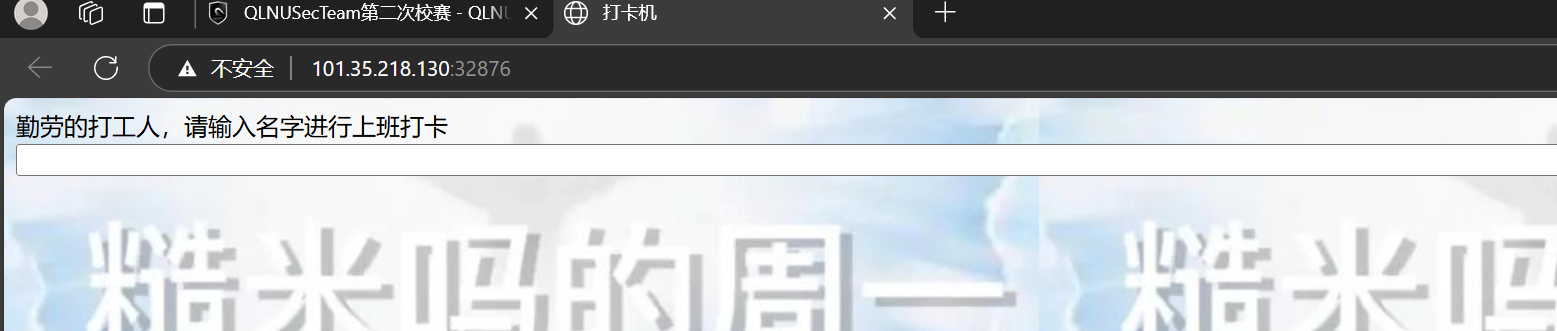 QLNUSecTeam第二次校赛 - QLNU
打卡机
不安全
101.35.218.130:32876
勤劳的打工人，请输入名字进行上班打卡
糙米吗的周一 糙米吗